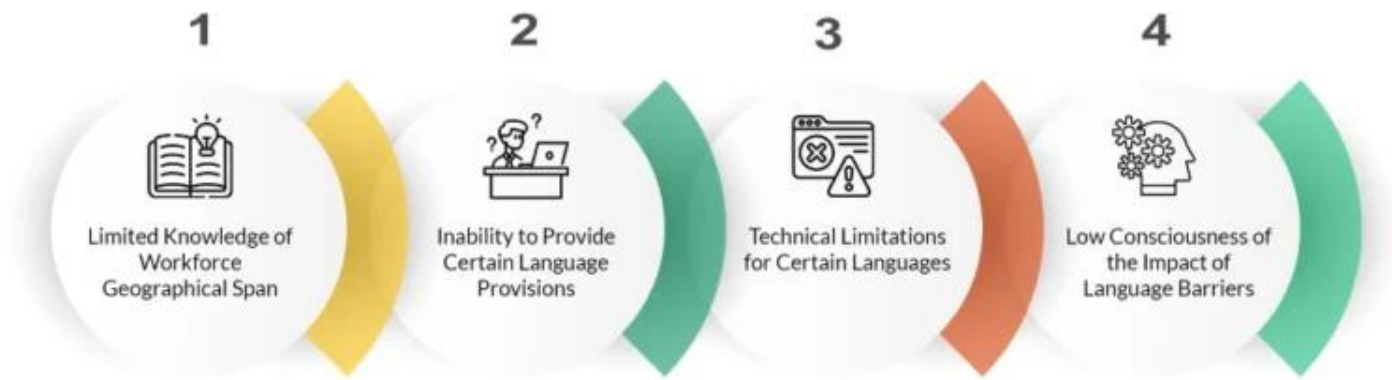 1
Limited Knowledge of
Workforce
Geographical Span
2
Inability to Provide
Certain Language
Provisions
3
Technical Limitations
for Certain Languages
4
Low Consciousness of
the Impact of
Language Barriers